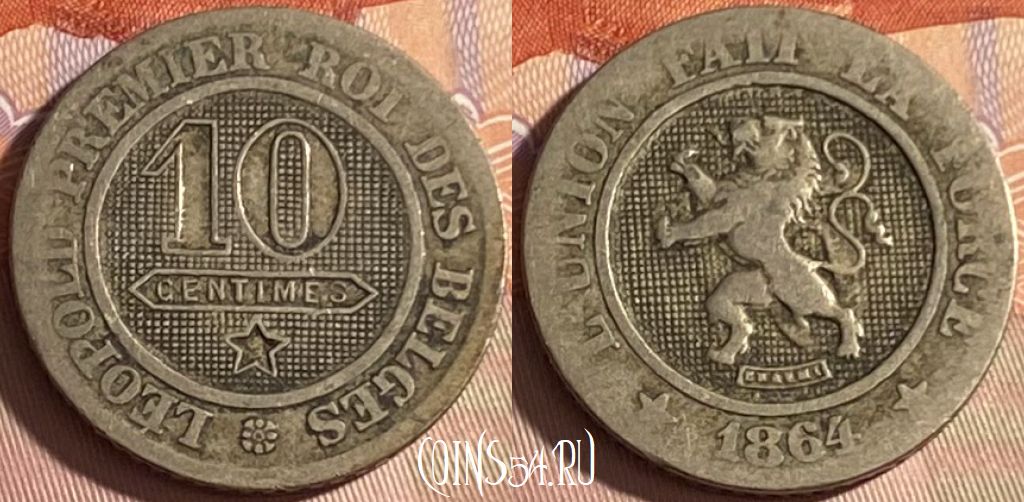 LEOPOLD PREMIER ROI DES BELGES
10
CENTIMES
L'UNION FAIT LA FORCE
1864
COINS54.RU